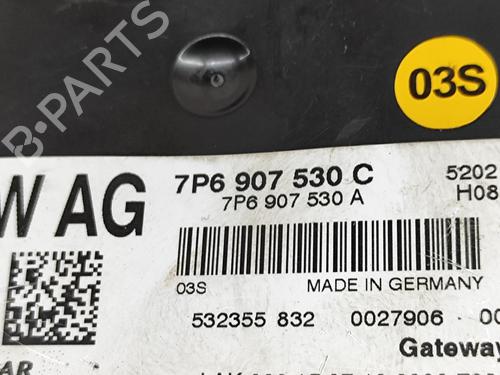 B-PARTS
03S
W AG
7P6 907 530 C
7P6 907 530 A
5202
H08
03S
MADE IN GERMANY
532355 832
0027906
Gateway
AR